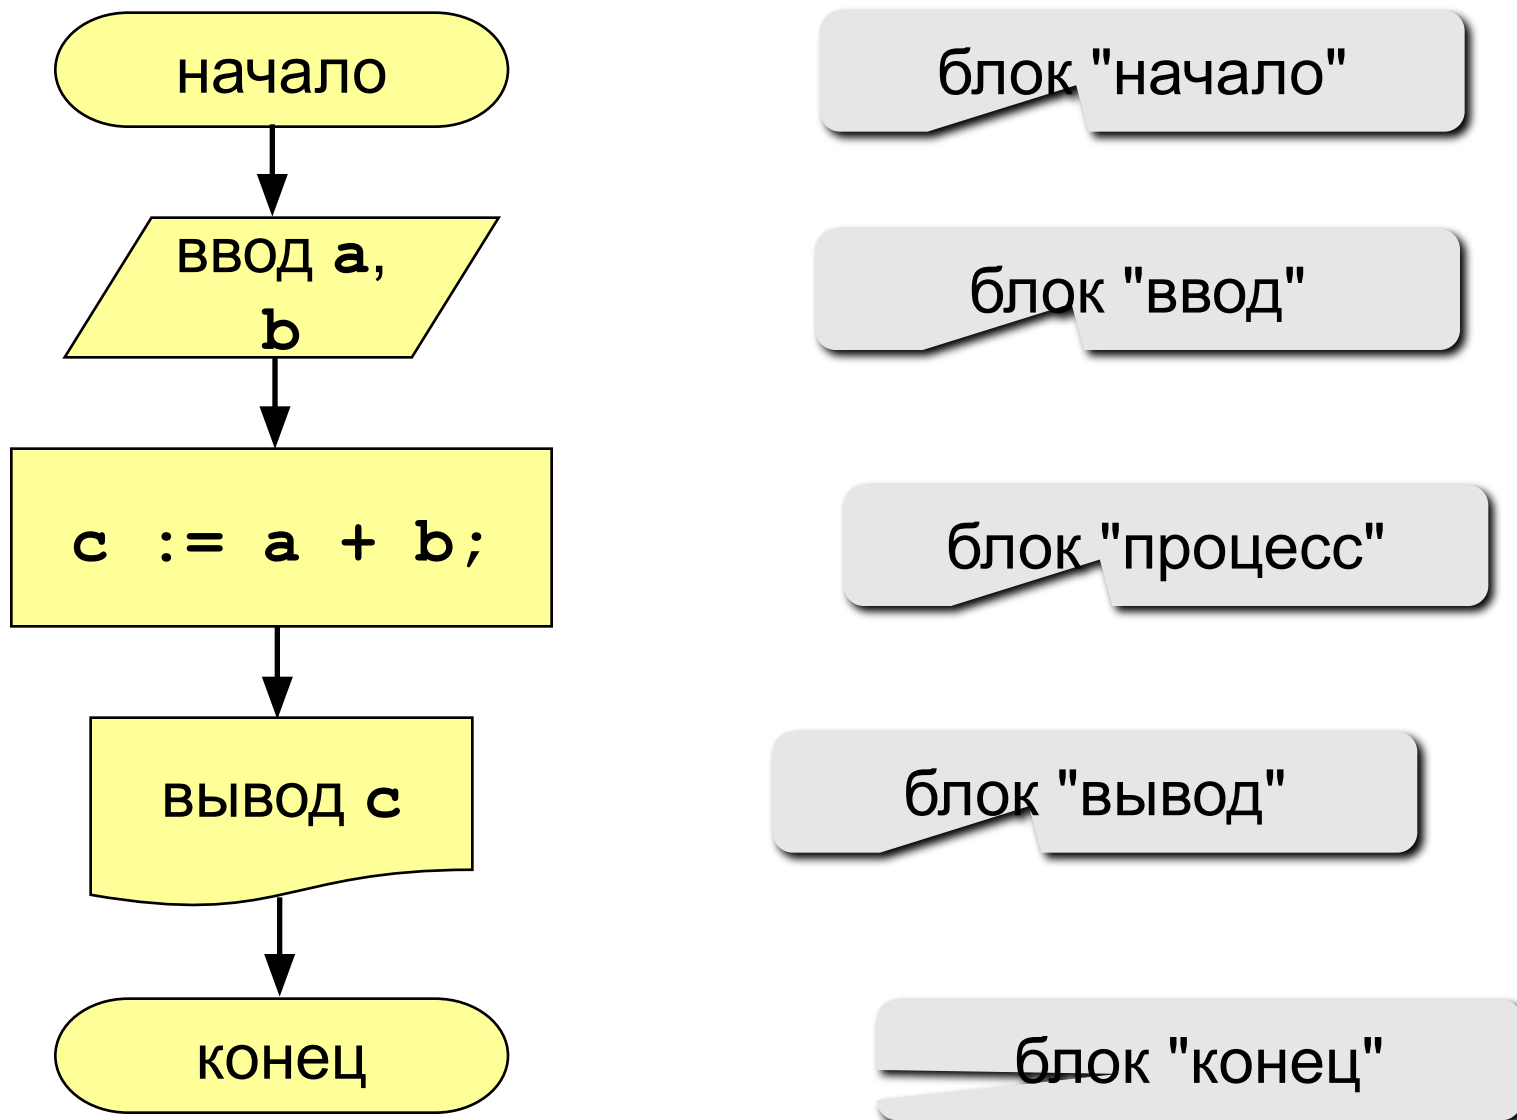 начало
блок "начало"
ввод a,
b
блок "ввод"
c := a + b;
блок "процесс"
вывод c
блок "вывод"
конец
блок "конец"